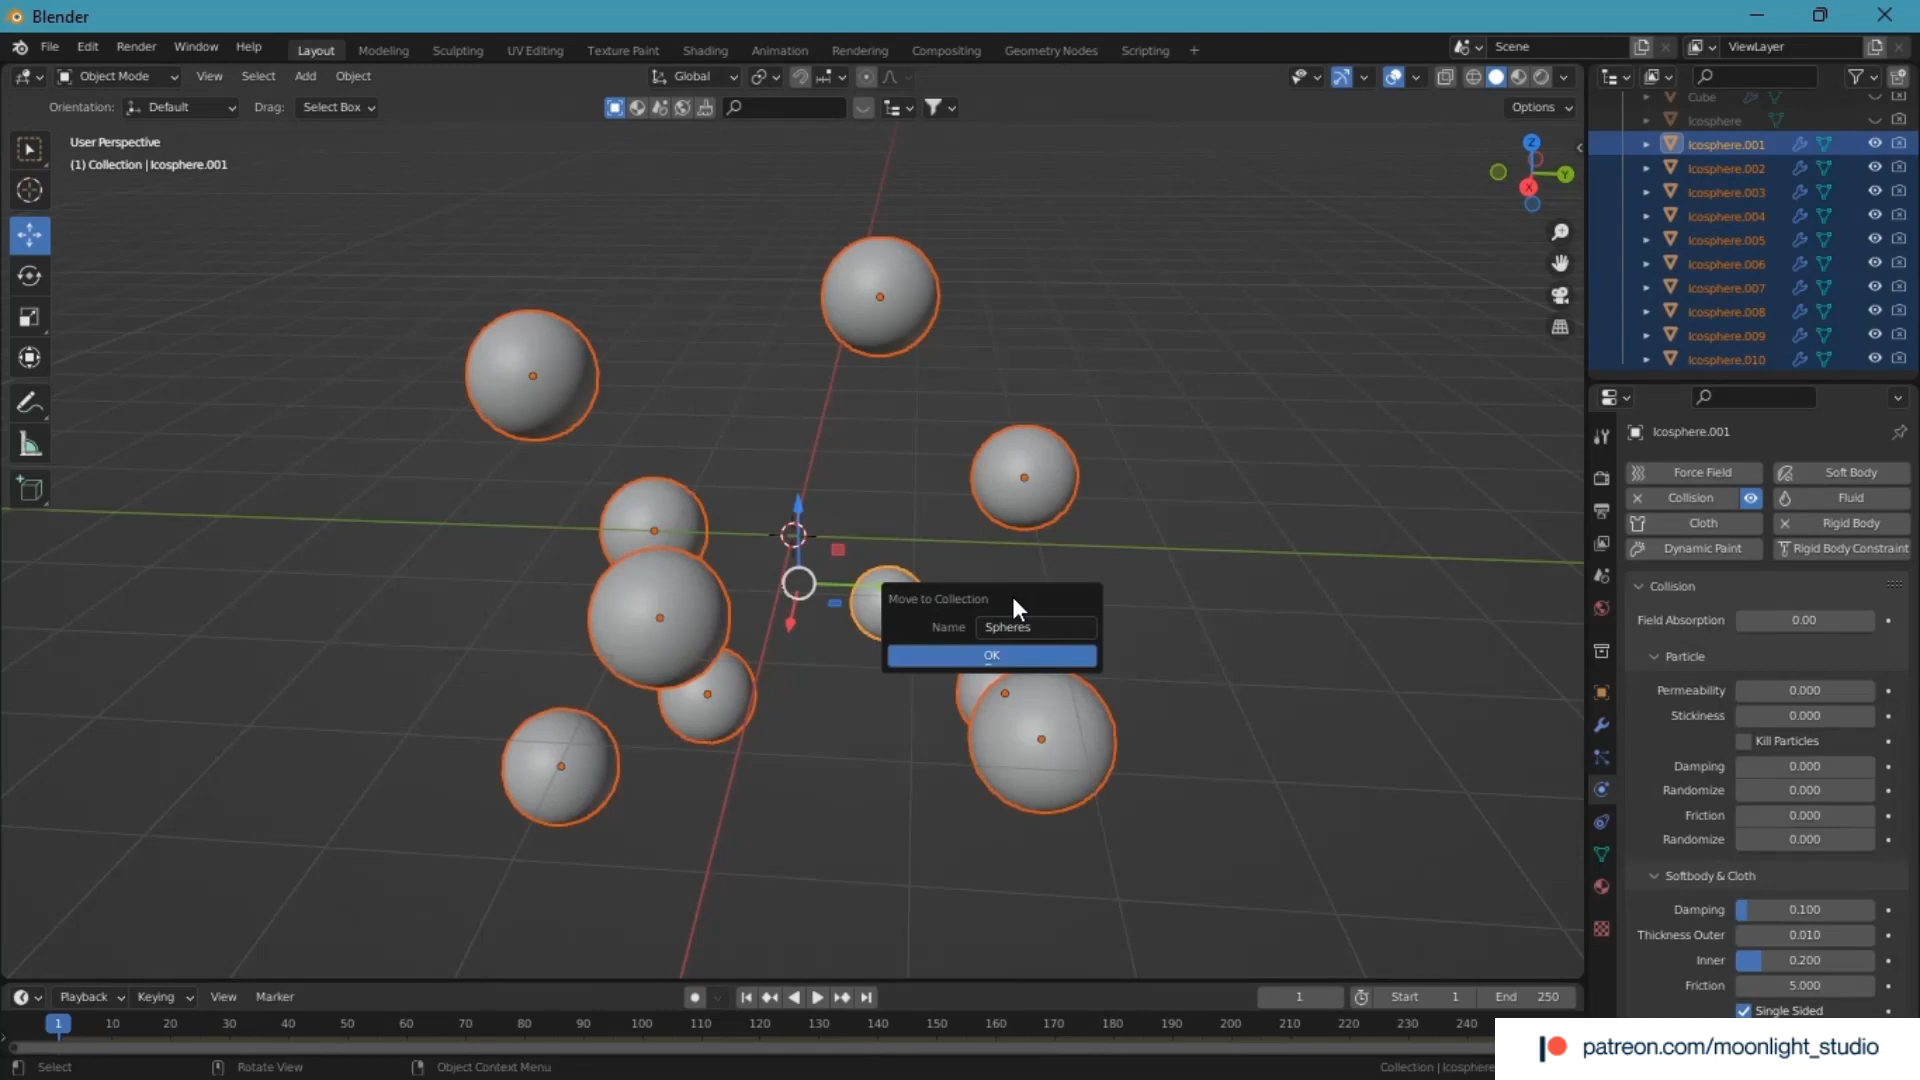 Blender
File Edit Render Window Help Layout Modeling Sculpting UV Editing Texture Paint Shading Animation Rendering Compositing Geometry Nodes Scripting + Scene ViewLayer
Object Mode View Select Add Object Global
Orientation: Default Drag: Select Box Options
User Perspective
(1) Collection | Icosphere.001
Z
Y
X
Cube
Icosphere
Icosphere.001
Icosphere.002
Icosphere.003
Icosphere.004
Icosphere.005
Icosphere.006
Icosphere.007
Icosphere.008
Icosphere.009
Icosphere.010
Icosphere.001
Force Field Soft Body
Collision Fluid
Cloth Rigid Body
Dynamic Paint Rigid Body Constraint
Collision
Field Absorption 0.00
Particle
Permeability 0.000
Stickiness 0.000
Kill Particles
Damping 0.000
Randomize 0.000
Friction 0.000
Randomize 0.000
Softbody & Cloth
Damping 0.100
Thickness Outer 0.010
Inner 0.200
Friction 5.000
Single Sided
Move to Collection
Name Spheres
OK
Playback Keying View Marker 1 Start 1 End 250
1 10 20 30 40 50 60 70 80 90 100 110 120 130 140 150 160 170 180 190 200 210 220 230 240
Select Rotate View Object Context Menu Collection | Icosphere
patreon.com/moonlight_studio